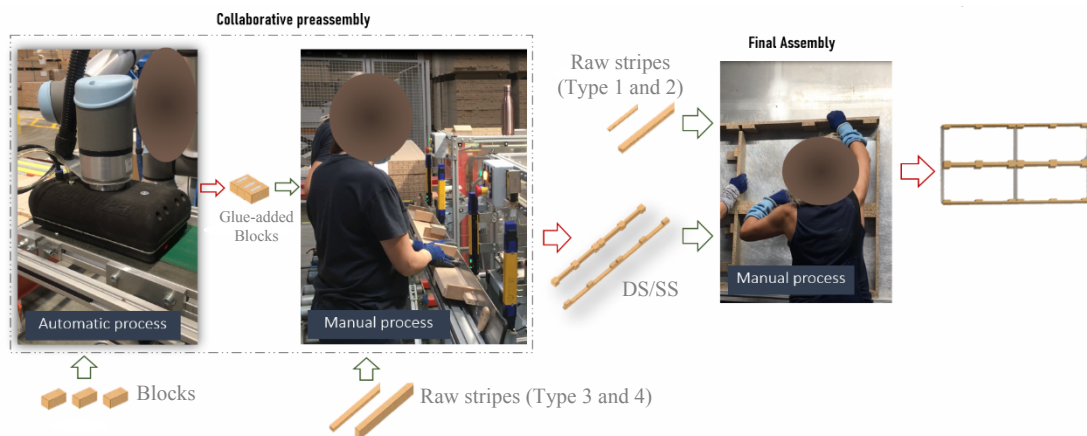 Collaborative preassembly
Final Assembly
Raw stripes
(Type 1 and 2)
Glue-added
Blocks
DS/SS
Automatic process
Manual process
Manual process
Blocks
Raw stripes (Type 3 and 4)